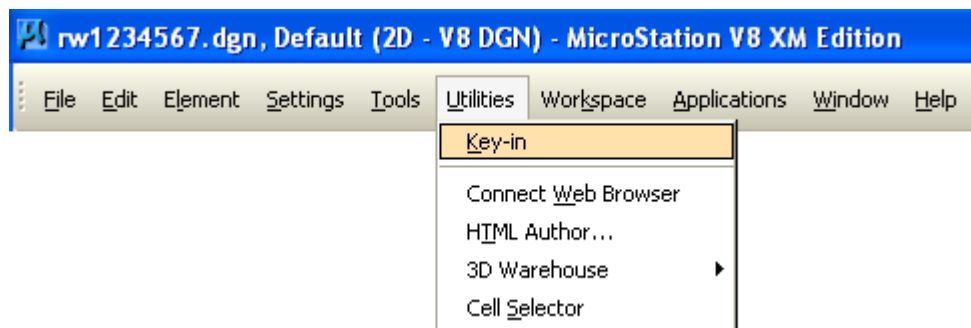 rw1234567.dgn, Default (2D - V8 DGN) - MicroStation V8 XM Edition
File Edit Element Settings Tools Utilities Workspace Applications Window Help
Key-in
Connect Web Browser
HTML Author...
3D Warehouse
Cell Selector